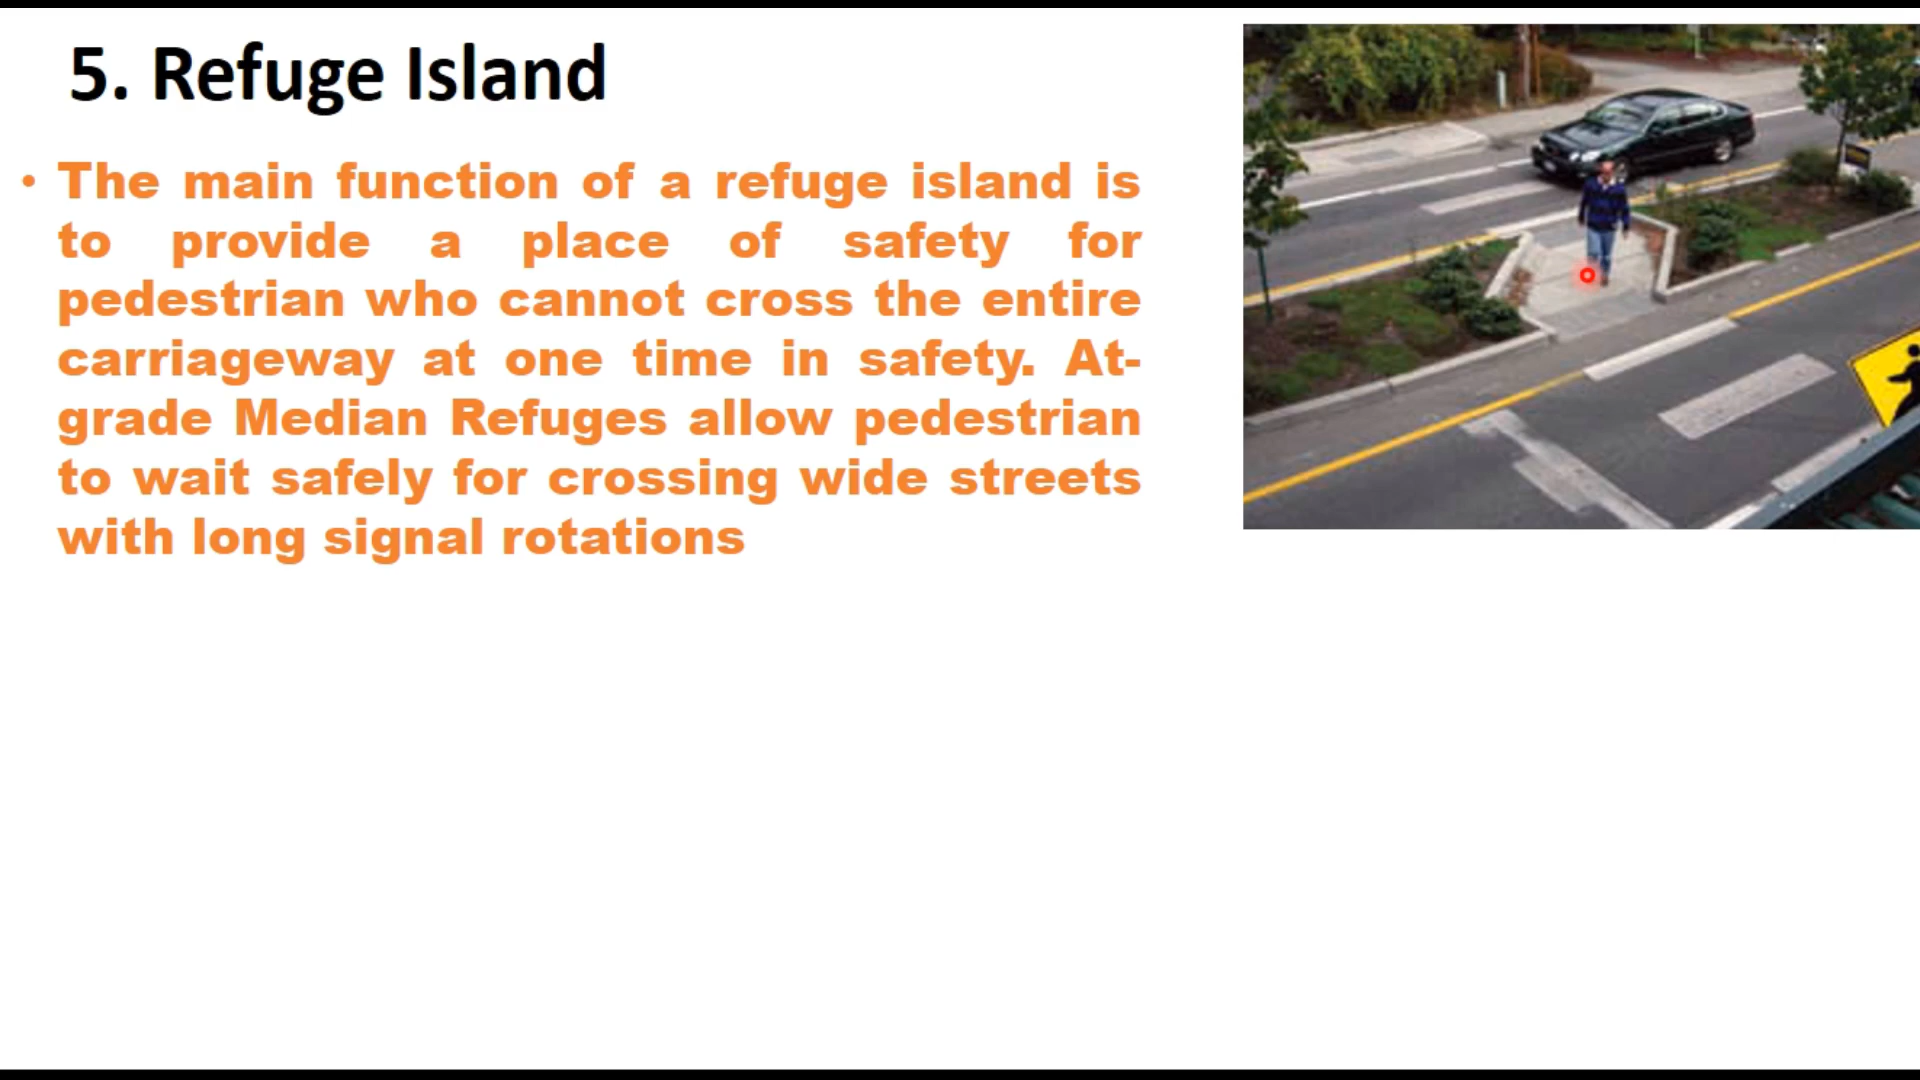 5. Refuge Island
• The main function of a refuge island is
to provide a place of safety for
pedestrian who cannot cross the entire
carriageway at one time in safety. At-
grade Median Refuges allow pedestrian
to wait safely for crossing wide streets
with long signal rotations